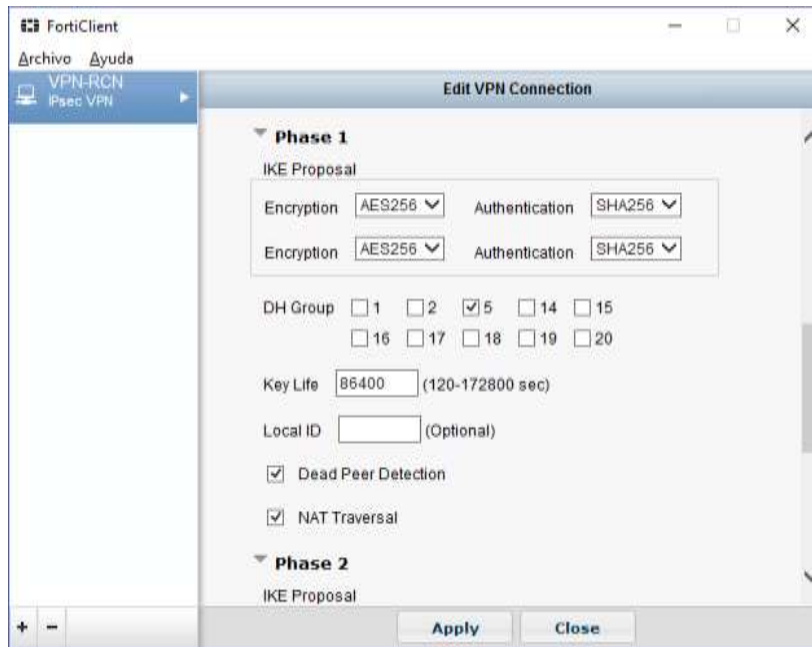 FortiClient
Archivo Ayuda
VPN-RCN
IPsec VPN
Edit VPN Connection
Phase 1
IKE Proposal
Encryption AES256 Authentication SHA256
Encryption AES256 Authentication SHA256
DH Group 1 2 5 14 15
16 17 18 19 20
Key Life 86400 (120-172800 sec)
Local ID (Optional)
Dead Peer Detection
NAT Traversal
Phase 2
IKE Proposal
+ - Apply Close